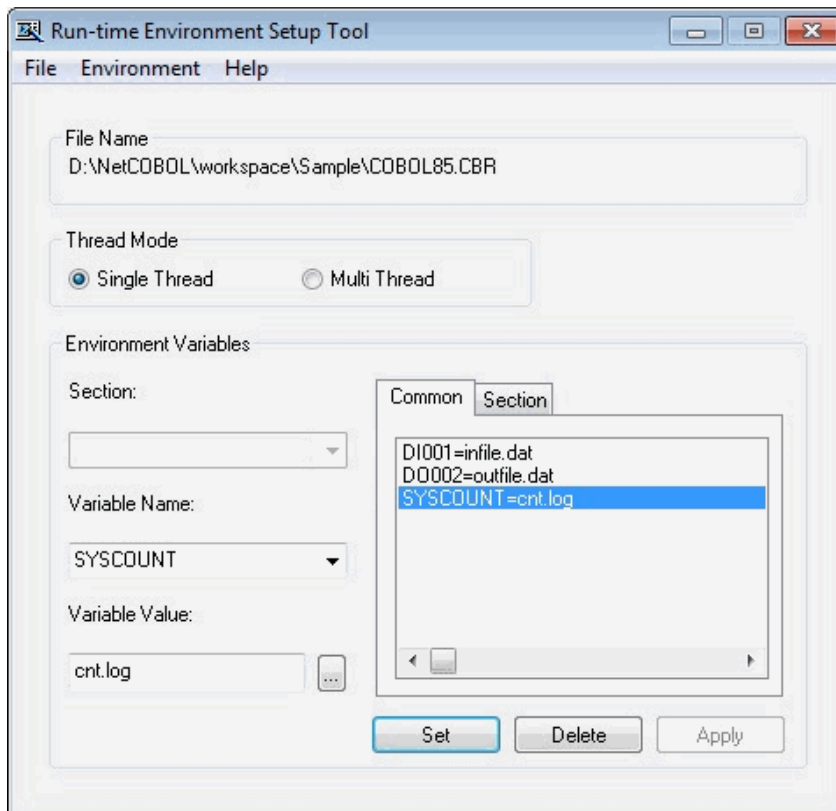 Run-time Environment Setup Tool
File Environment Help
File Name
D:\NetCOBOL\workspace\Sample\COBOL85.CBR
Thread Mode
Single Thread Multi Thread
Environment Variables
Section:
Common Section
DI001=infile.dat
DO002=outfile.dat
SYSCOUNT=cnt.log
Variable Name:
SYSCOUNT
Variable Value:
cnt.log ...
Set Delete Apply